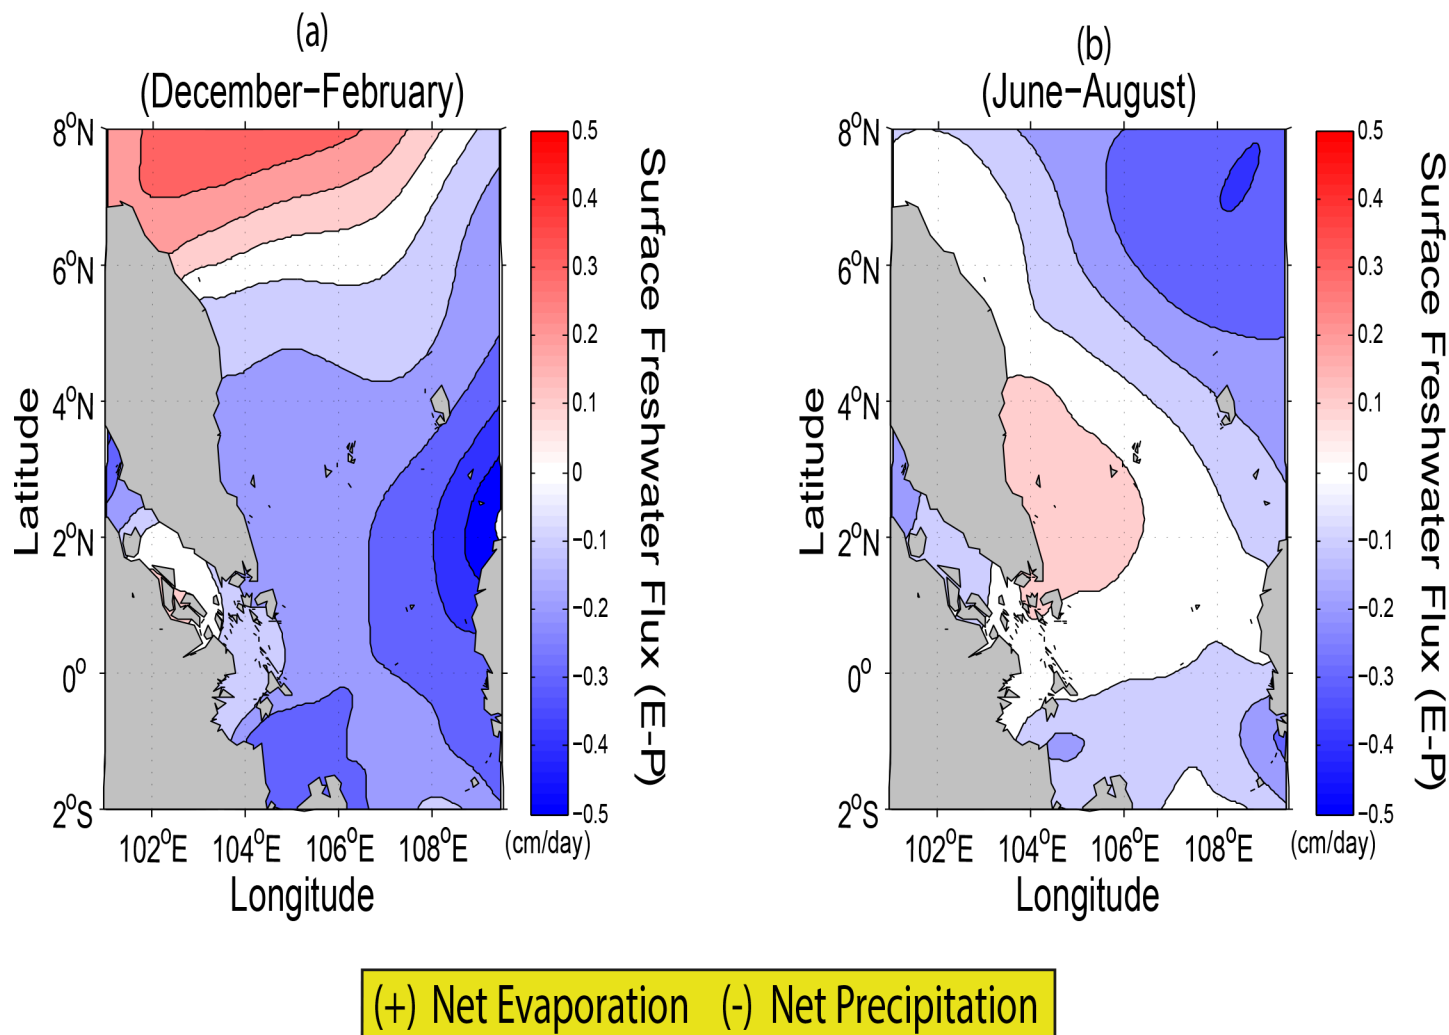 (a)
(December−February)
8°N
6°N
4°N
2°N
0°
2°S
Latitude
102°E
104°E
106°E
108°E
Longitude
0.5
0.4
0.3
0.2
0.1
0
−0.1
−0.2
−0.3
−0.4
−0.5
(cm/day)
Surface Freshwater Flux (E-P)
(b)
(June−August)
8°N
6°N
4°N
2°N
0°
2°S
Latitude
102°E
104°E
106°E
108°E
Longitude
0.5
0.4
0.3
0.2
0.1
0
−0.1
−0.2
−0.3
−0.4
−0.5
(cm/day)
Surface Freshwater Flux (E-P)
(+) Net Evaporation (-) Net Precipitation